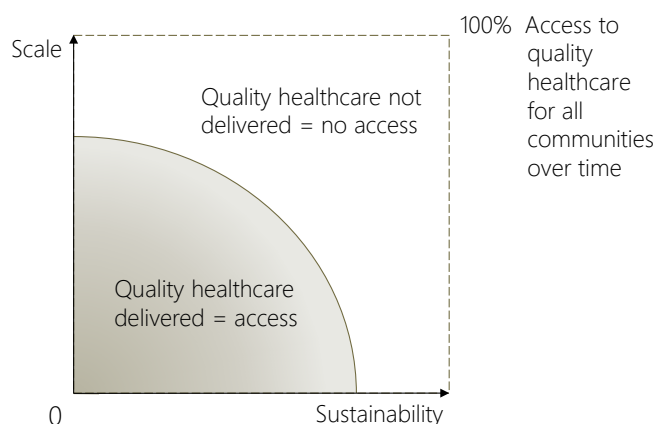 Scale
100% Access to
quality
healthcare
for all
communities
over time
Quality healthcare not
delivered = no access
Quality healthcare
delivered = access
0
Sustainability